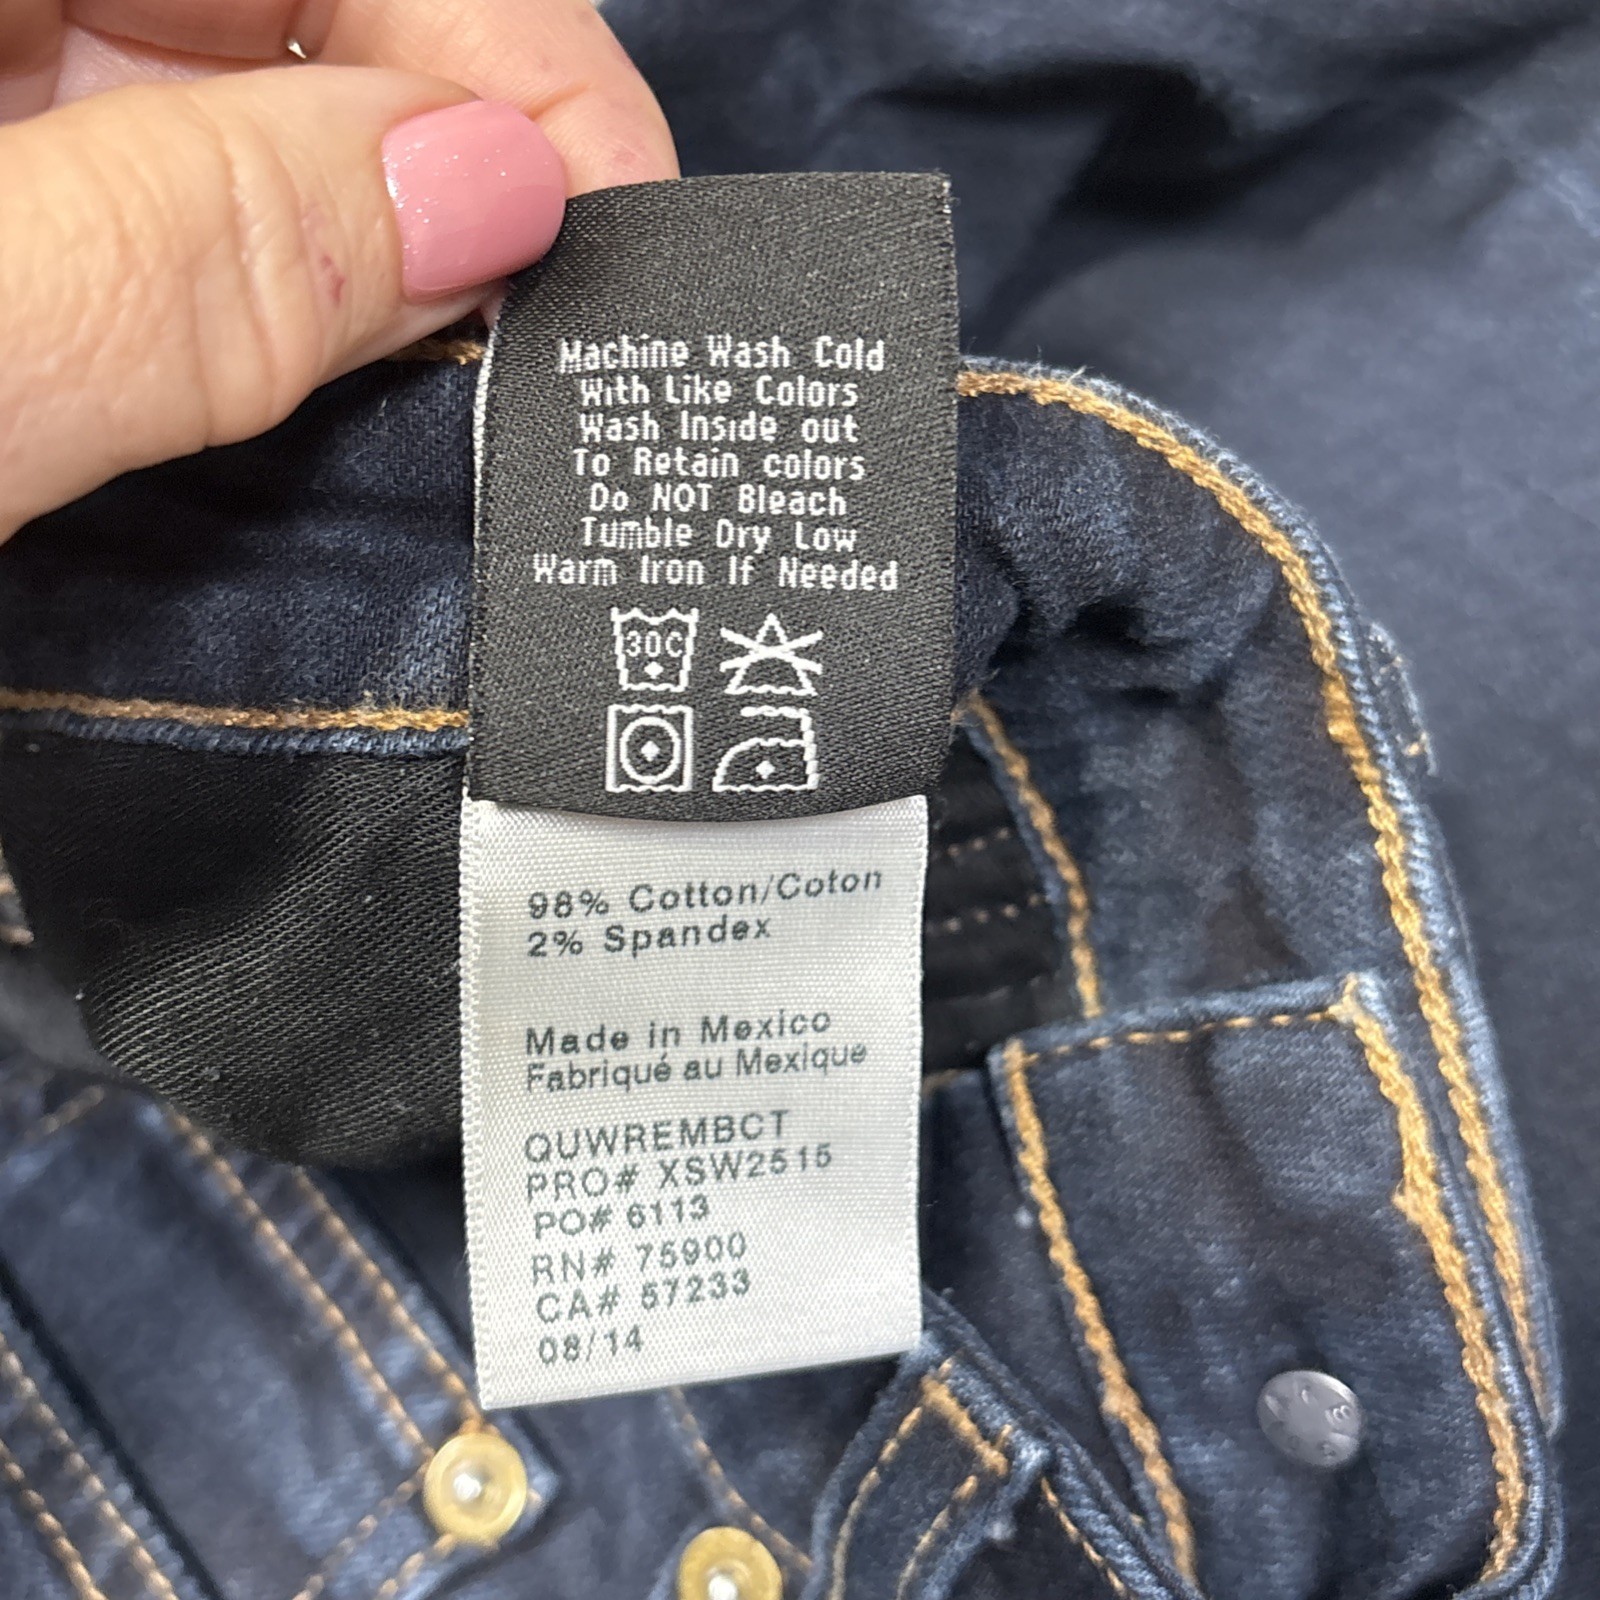 Machine Wash Cold
With Like Colors
Wash Inside out
To Retain colors
Do NOT Bleach
Tumble Dry Low
Warm Iron If Needed
30C
98% Cotton/Coton
2% Spandex
Made in Mexico
Fabriqué au Mexique
QUWREMBCT
PRO# XSW2515
PO# 6113
RN# 75900
CA# 57233
08/14